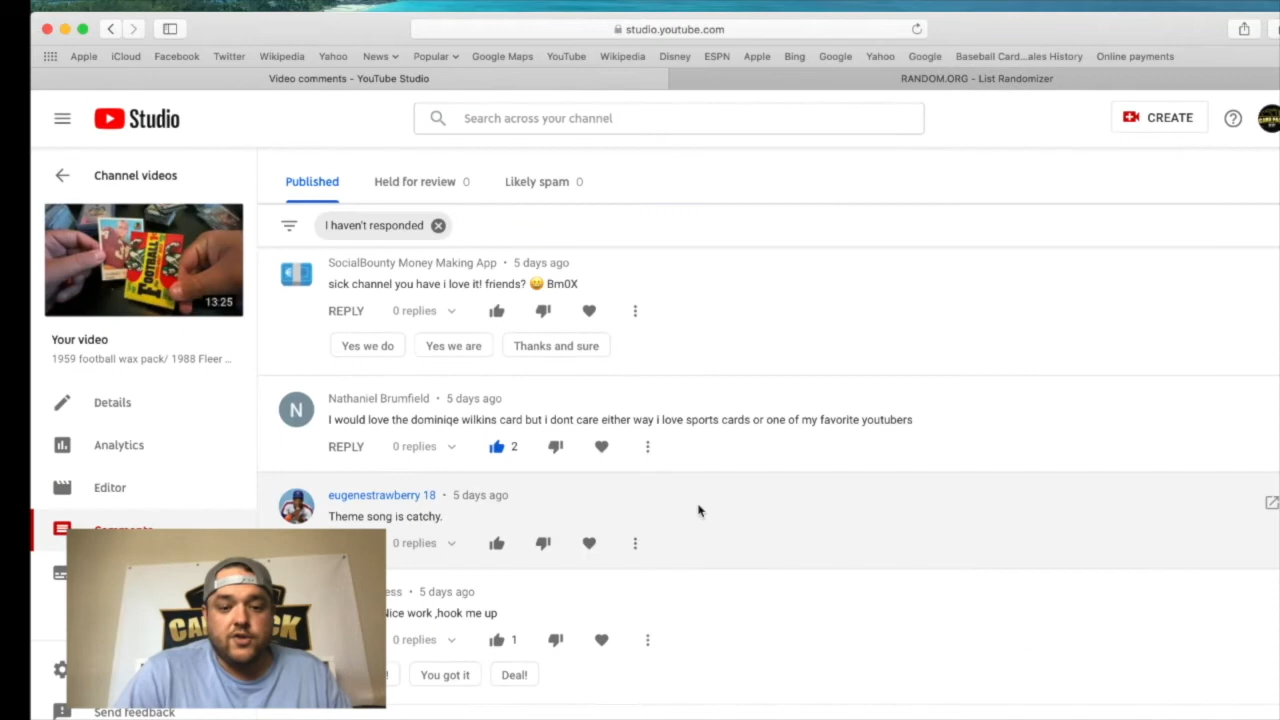 studio.youtube.com
Apple iCloud Facebook Twitter Wikipedia Yahoo News Popular Google Maps YouTube Wikipedia Disney ESPN Apple Bing Google Yahoo Google Baseball Card...ales History Online payments
Video comments - YouTube Studio
RANDOM.ORG - List Randomizer
Studio
Search across your channel
CREATE
Channel videos
Published
Held for review 0
Likely spam 0
I haven't responded
FOOTBALL
13:25
Your video
1959 football wax pack/ 1988 Fleer ...
Details
Analytics
Editor
Comments
Send feedback
SocialBounty Money Making App • 5 days ago
sick channel you have i love it! friends? 😀 Bm0X
REPLY 0 replies
Yes we do
Yes we are
Thanks and sure
N
Nathaniel Brumfield • 5 days ago
I would love the dominiqe wilkins card but i dont care either way i love sports cards or one of my favorite youtubers
REPLY 0 replies 2
eugenestrawberry 18 • 5 days ago
Theme song is catchy.
0 replies
ess • 5 days ago
Nice work ,hook me up
0 replies 1
!
You got it
Deal!